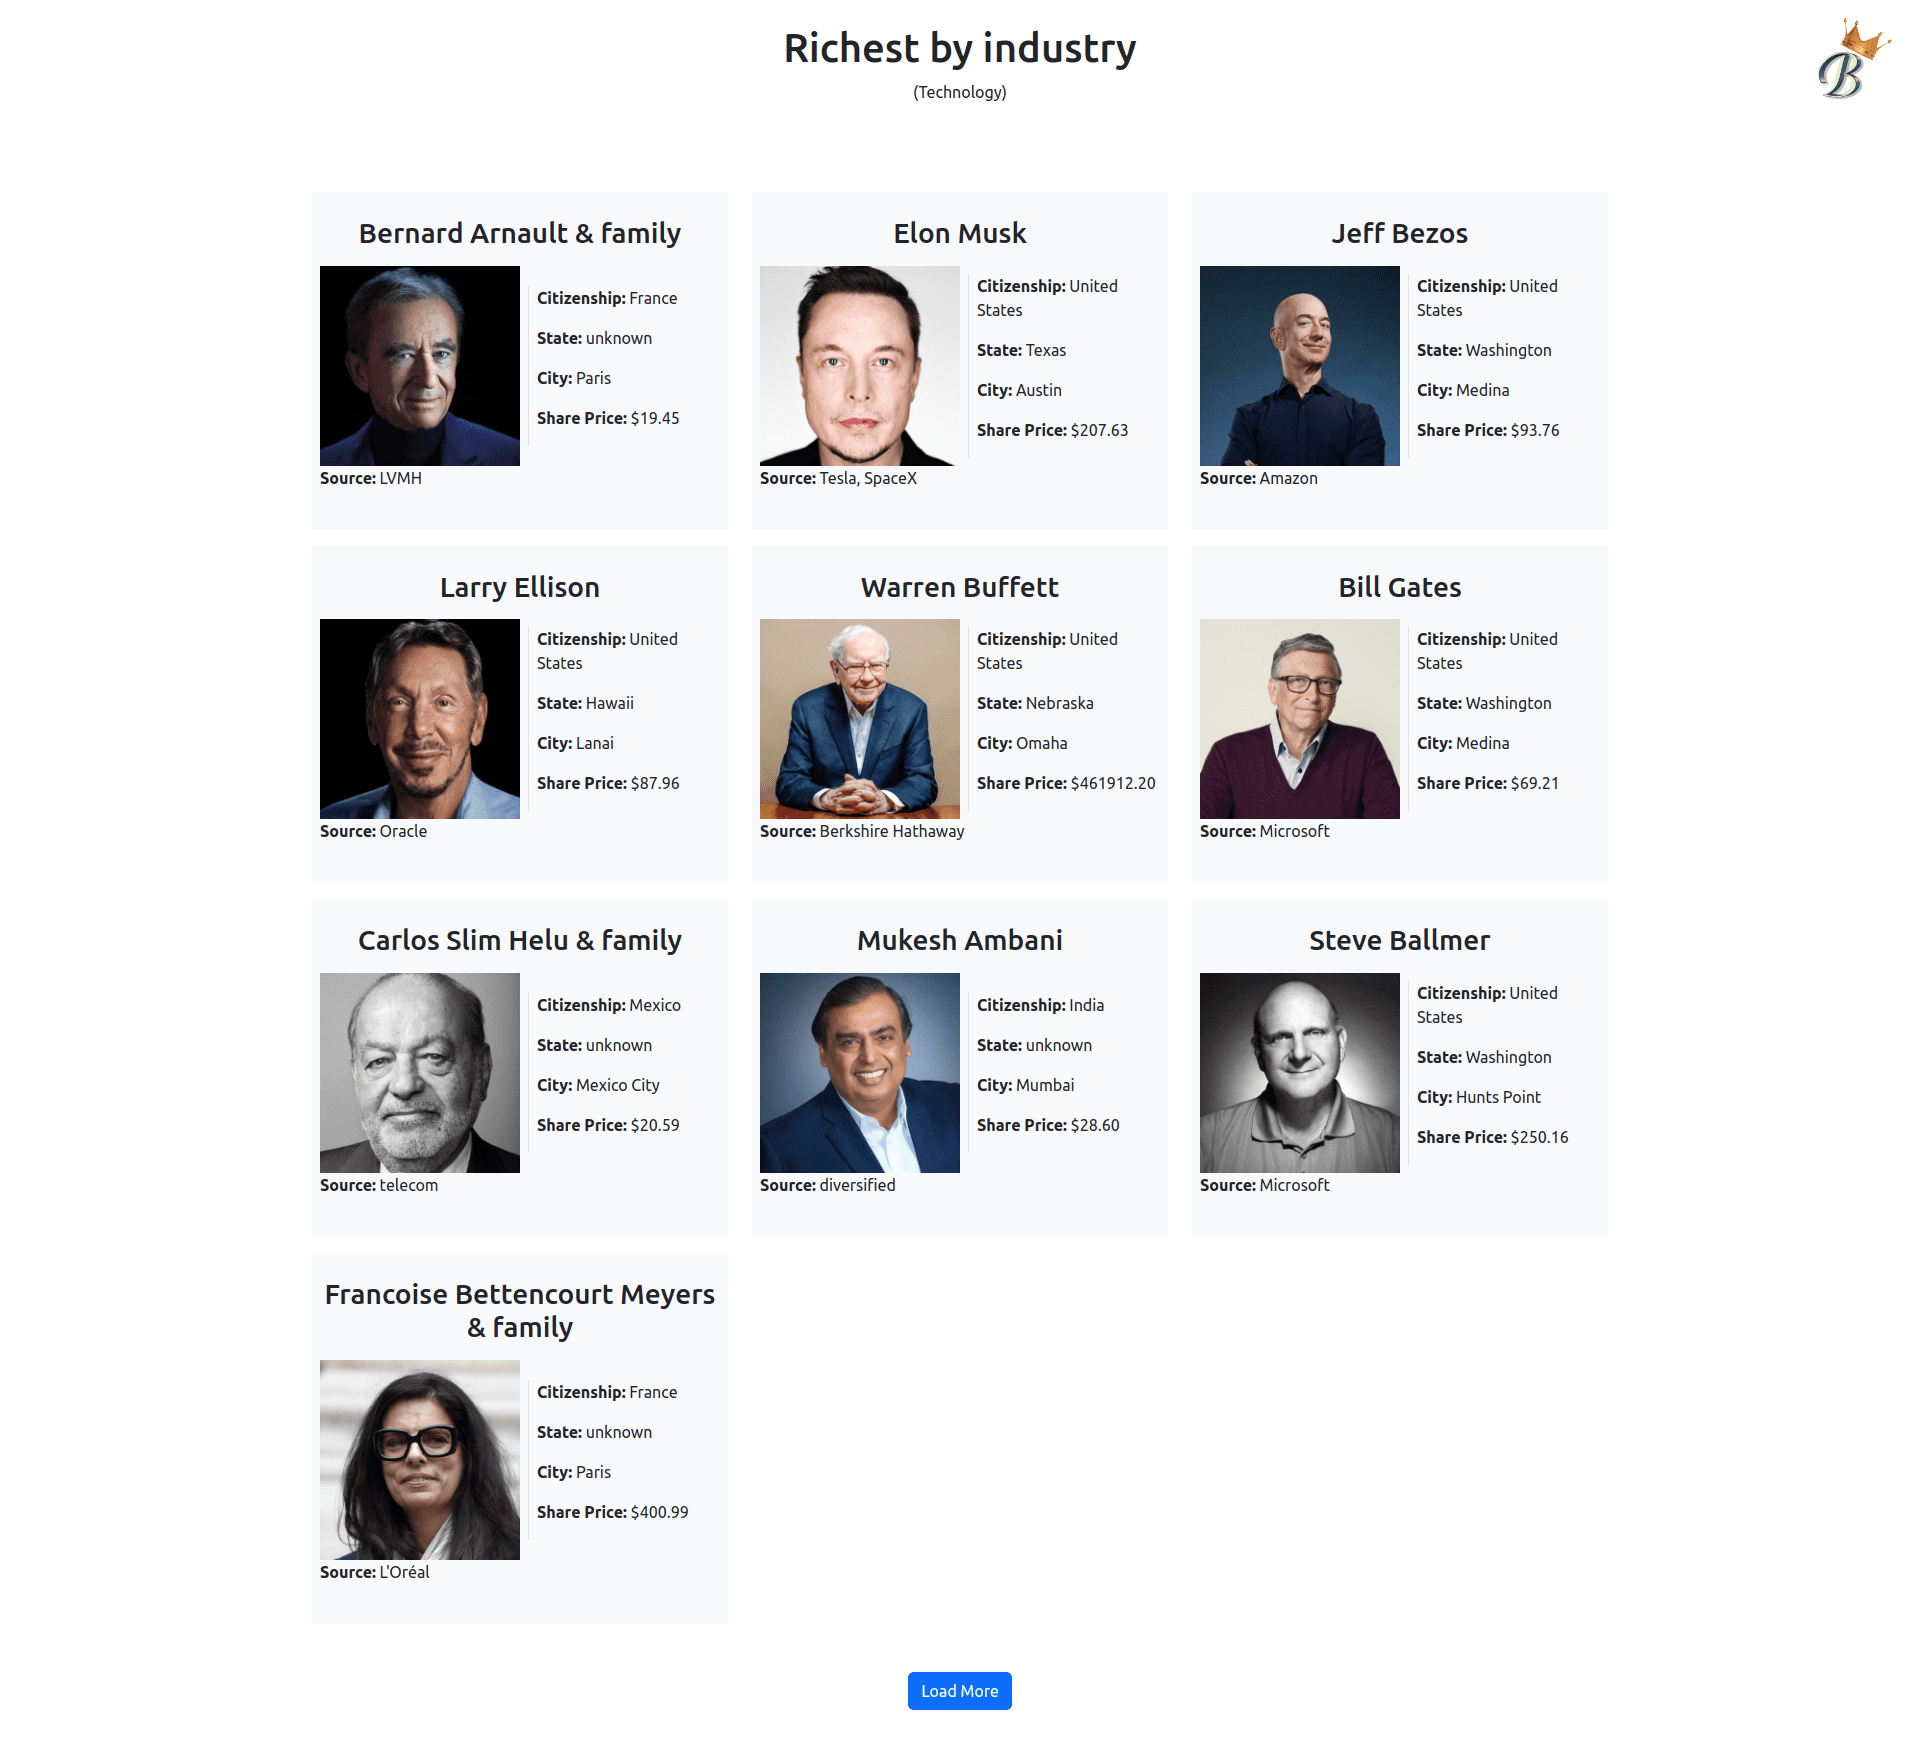 Richest by industry
(Technology)
B
Bernard Arnault & family
Citizenship: France
State: unknown
City: Paris
Share Price: $19.45
Source: LVMH
Elon Musk
Citizenship: United
States
State: Texas
City: Austin
Share Price: $207.63
Source: Tesla, SpaceX
Jeff Bezos
Citizenship: United
States
State: Washington
City: Medina
Share Price: $93.76
Source: Amazon
Larry Ellison
Citizenship: United
States
State: Hawaii
City: Lanai
Share Price: $87.96
Source: Oracle
Warren Buffett
Citizenship: United
States
State: Nebraska
City: Omaha
Share Price: $461912.20
Source: Berkshire Hathaway
Bill Gates
Citizenship: United
States
State: Washington
City: Medina
Share Price: $69.21
Source: Microsoft
Carlos Slim Helu & family
Citizenship: Mexico
State: unknown
City: Mexico City
Share Price: $20.59
Source: telecom
Mukesh Ambani
Citizenship: India
State: unknown
City: Mumbai
Share Price: $28.60
Source: diversified
Steve Ballmer
Citizenship: United
States
State: Washington
City: Hunts Point
Share Price: $250.16
Source: Microsoft
Francoise Bettencourt Meyers
& family
Citizenship: France
State: unknown
City: Paris
Share Price: $400.99
Source: L'Oréal
Load More